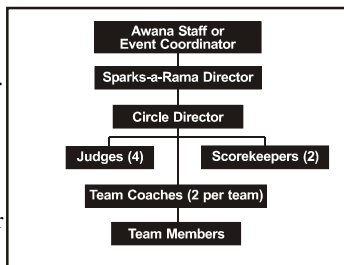 Awana Staff or
Event Coordinator
Sparks-a-Rama Director
Circle Director
Judges (4)
Scorekeepers (2)
Team Coaches (2 per team)
Team Members